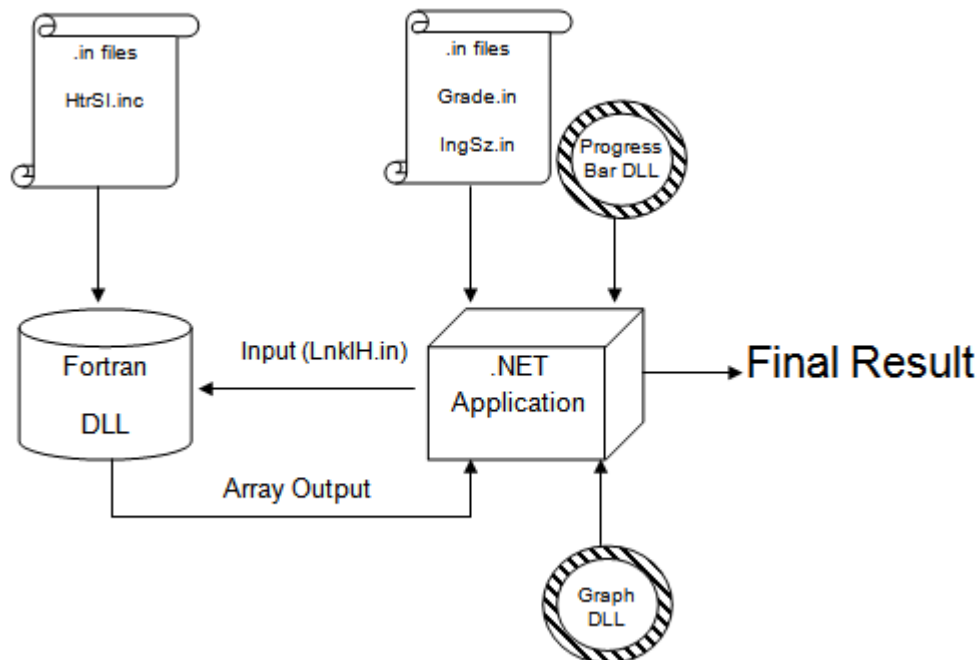 .in files
HtrSI.inc
.in files
Grade.in
IngSz.in
Progress
Bar DLL
Fortran
DLL
Input (LnkIH.in)
.NET
Application
Final Result
Array Output
Graph
DLL